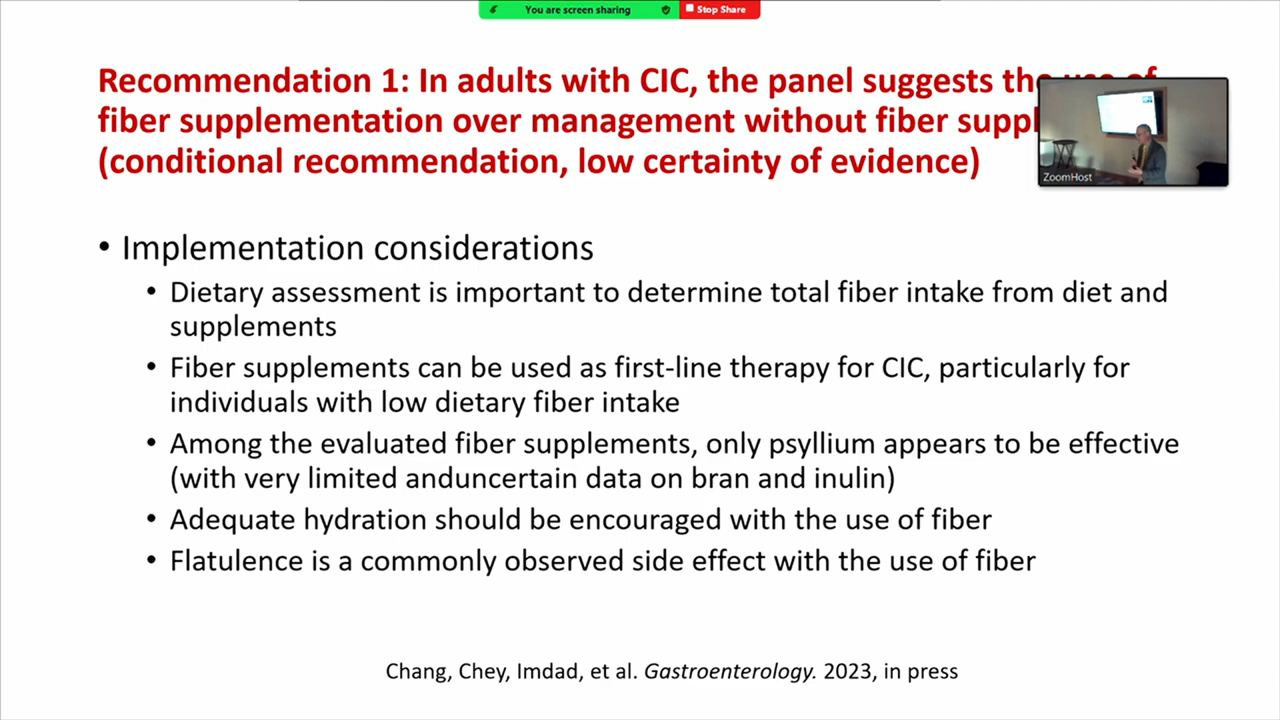 You are screen sharing
Stop Share
Recommendation 1: In adults with CIC, the panel suggests the use of
fiber supplementation over management without fiber
(conditional recommendation, low certainty of evidence)
ZoomHost
• Implementation considerations
• Dietary assessment is important to determine total fiber intake from diet and
supplements
• Fiber supplements can be used as first-line therapy for CIC, particularly for
individuals with low dietary fiber intake
• Among the evaluated fiber supplements, only psyllium appears to be effective
(with very limited anduncertain data on bran and inulin)
• Adequate hydration should be encouraged with the use of fiber
• Flatulence is a commonly observed side effect with the use of fiber
Chang, Chey, Imdad, et al. Gastroenterology. 2023, in press